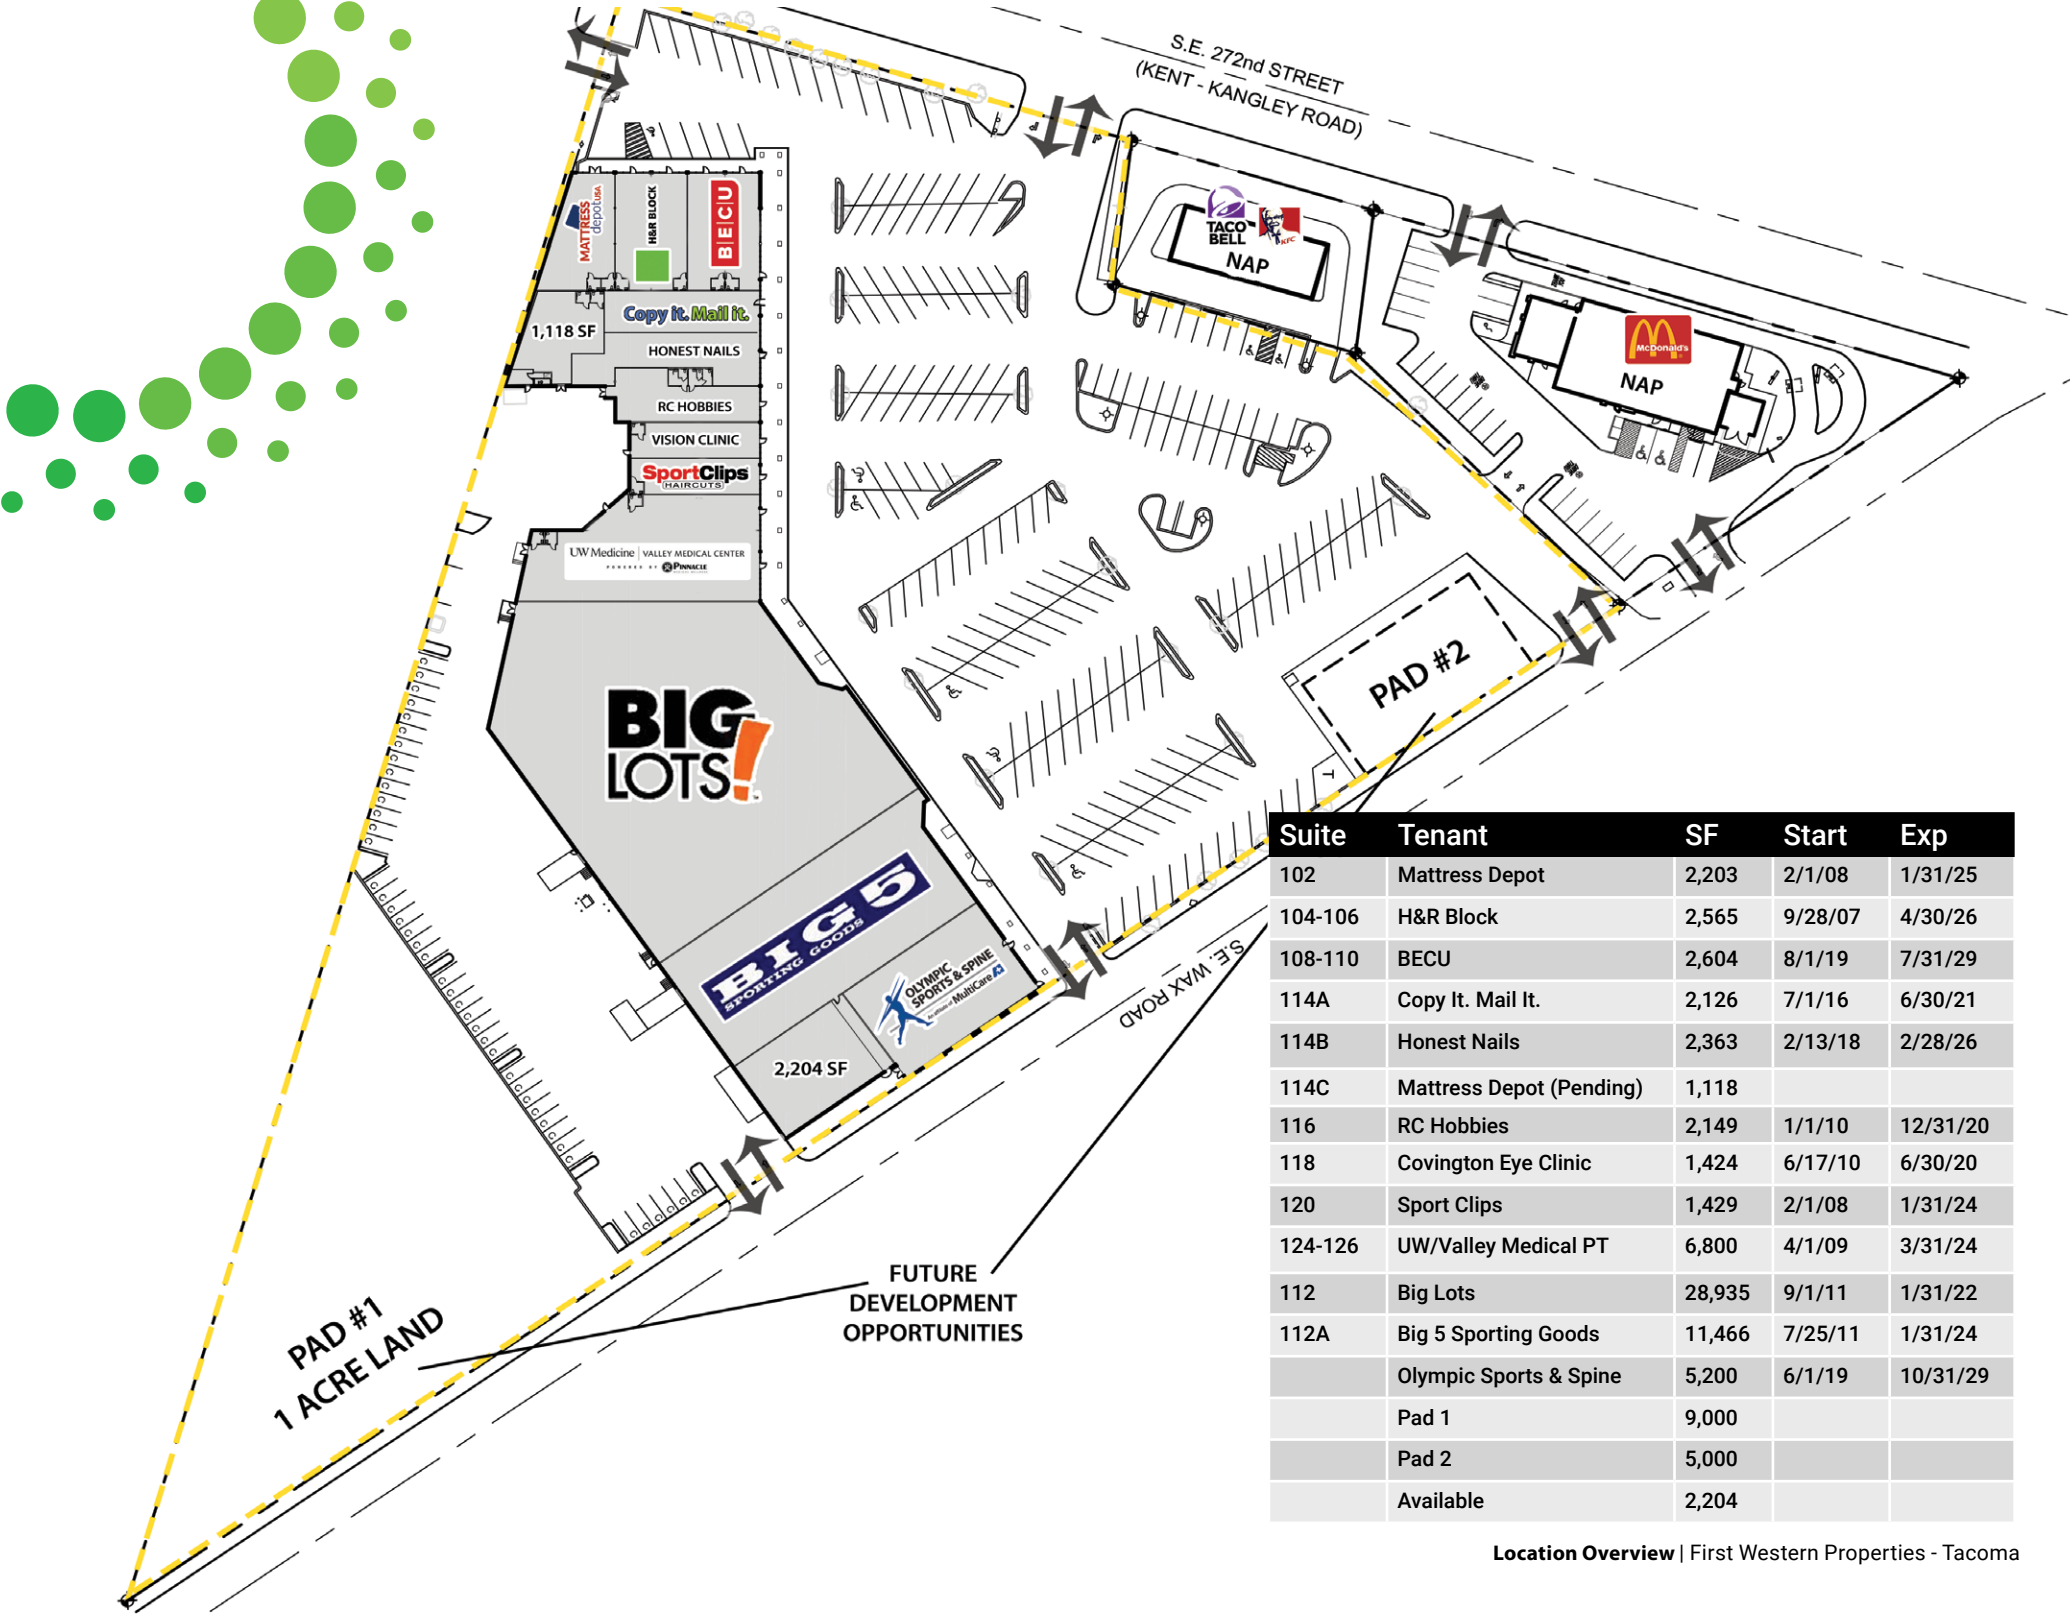 S.E. 272nd STREET
(KENT - KANGLEY ROAD)
MATTRESS
depotUSA
H&R BLOCK
BECU
TACO
BELL
KFC
NAP
McDonald's
NAP
Copy it. Mail it.
1,118 SF
HONEST NAILS
RC HOBBIES
VISION CLINIC
SportClips
HAIRCUTS
UW Medicine | VALLEY MEDICAL CENTER
POWERED BY PINNACLE
BIG
LOTS!
PAD #2
BIG 5
SPORTING GOODS
OLYMPIC
SPORTS & SPINE
An affiliate of MultiCare
2,204 SF
S.E. WAX ROAD
FUTURE
DEVELOPMENT
OPPORTUNITIES
PAD #1
1 ACRE LAND
Suite Tenant SF Start Exp
102 Mattress Depot 2,203 2/1/08 1/31/25
104-106 H&R Block 2,565 9/28/07 4/30/26
108-110 BECU 2,604 8/1/19 7/31/29
114A Copy It. Mail It. 2,126 7/1/16 6/30/21
114B Honest Nails 2,363 2/13/18 2/28/26
114C Mattress Depot (Pending) 1,118
116 RC Hobbies 2,149 1/1/10 12/31/20
118 Covington Eye Clinic 1,424 6/17/10 6/30/20
120 Sport Clips 1,429 2/1/08 1/31/24
124-126 UW/Valley Medical PT 6,800 4/1/09 3/31/24
112 Big Lots 28,935 9/1/11 1/31/22
112A Big 5 Sporting Goods 11,466 7/25/11 1/31/24
Olympic Sports & Spine 5,200 6/1/19 10/31/29
Pad 1 9,000
Pad 2 5,000
Available 2,204
Location Overview | First Western Properties - Tacoma